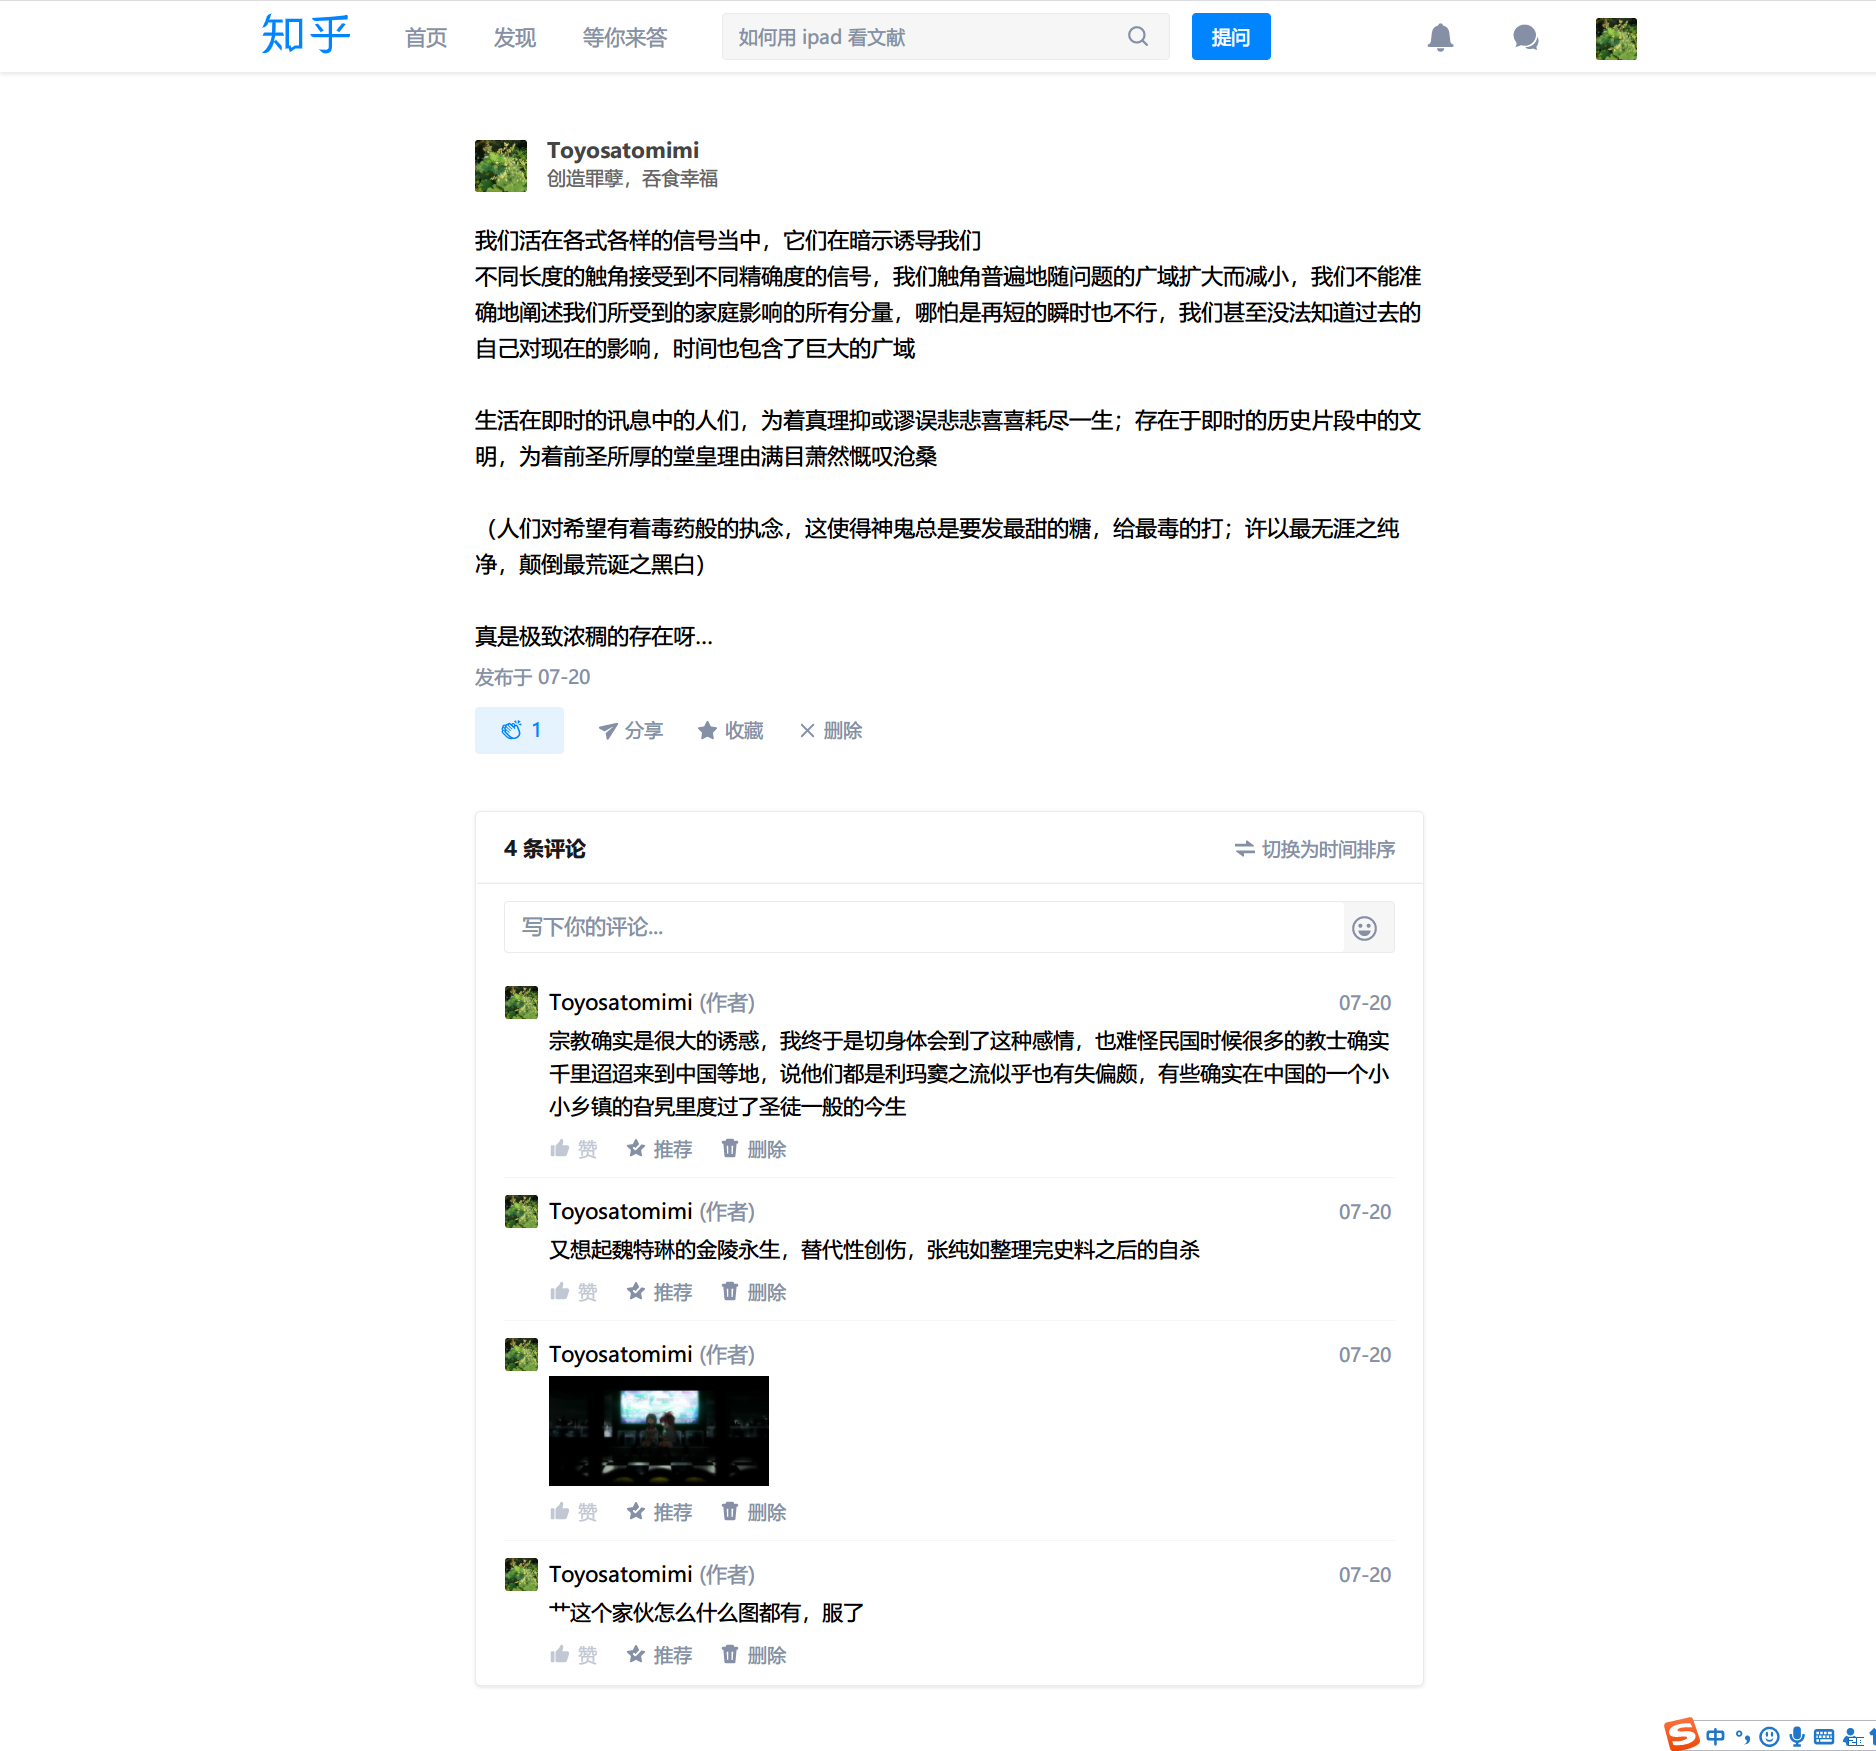 知乎 首页 发现 等你来答 如何用 ipad 看文献 提问
Toyosatomimi
创造罪孽，吞食幸福
我们活在各式各样的信号当中，它们在暗示诱导我们
不同长度的触角接受到不同精确度的信号，我们触角普遍地随问题的广域扩大而减小，我们不能准
确地阐述我们所受到的家庭影响的所有分量，哪怕是再短的瞬时也不行，我们甚至没法知道过去的
自己对现在的影响，时间也包含了巨大的广域
生活在即时的讯息中的人们，为着真理抑或谬误悲悲喜喜耗尽一生；存在于即时的历史片段中的文
明，为着前圣所厚的堂皇理由满目萧然慨叹沧桑
（人们对希望有着毒药般的执念，这使得神鬼总是要发最甜的糖，给最毒的打；许以最无涯之纯
净，颠倒最荒诞之黑白）
真是极致浓稠的存在呀...
发布于 07-20
1 分享 收藏 删除
4 条评论 切换为时间排序
写下你的评论...
Toyosatomimi (作者) 07-20
宗教确实是很大的诱惑，我终于是切身体会到了这种感情，也难怪民国时候很多的教士确实
千里迢迢来到中国等地，说他们都是利玛窦之流似乎也有失偏颇，有些确实在中国的一个小
小乡镇的旮旯里度过了圣徒一般的今生
赞 推荐 删除
Toyosatomimi (作者) 07-20
又想起魏特琳的金陵永生，替代性创伤，张纯如整理完史料之后的自杀
赞 推荐 删除
Toyosatomimi (作者) 07-20
赞 推荐 删除
Toyosatomimi (作者) 07-20
艹这个家伙怎么什么图都有，服了
赞 推荐 删除
中